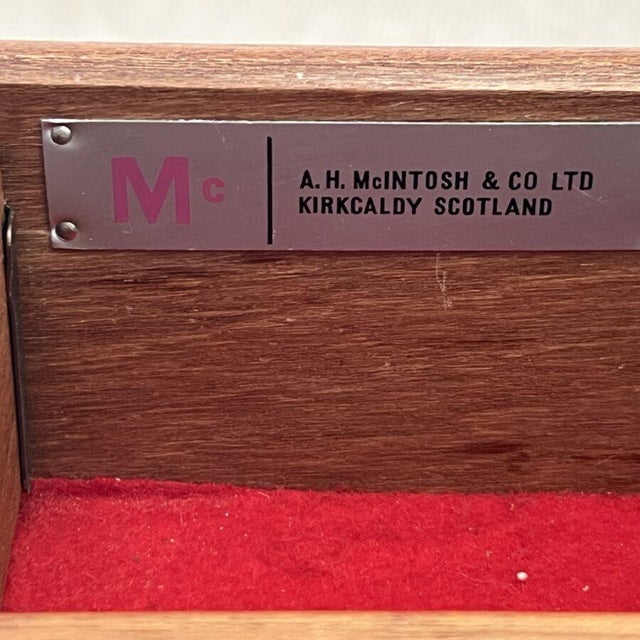 Mc
A. H. McINTOSH & CO LTD
KIRKCALDY SCOTLAND